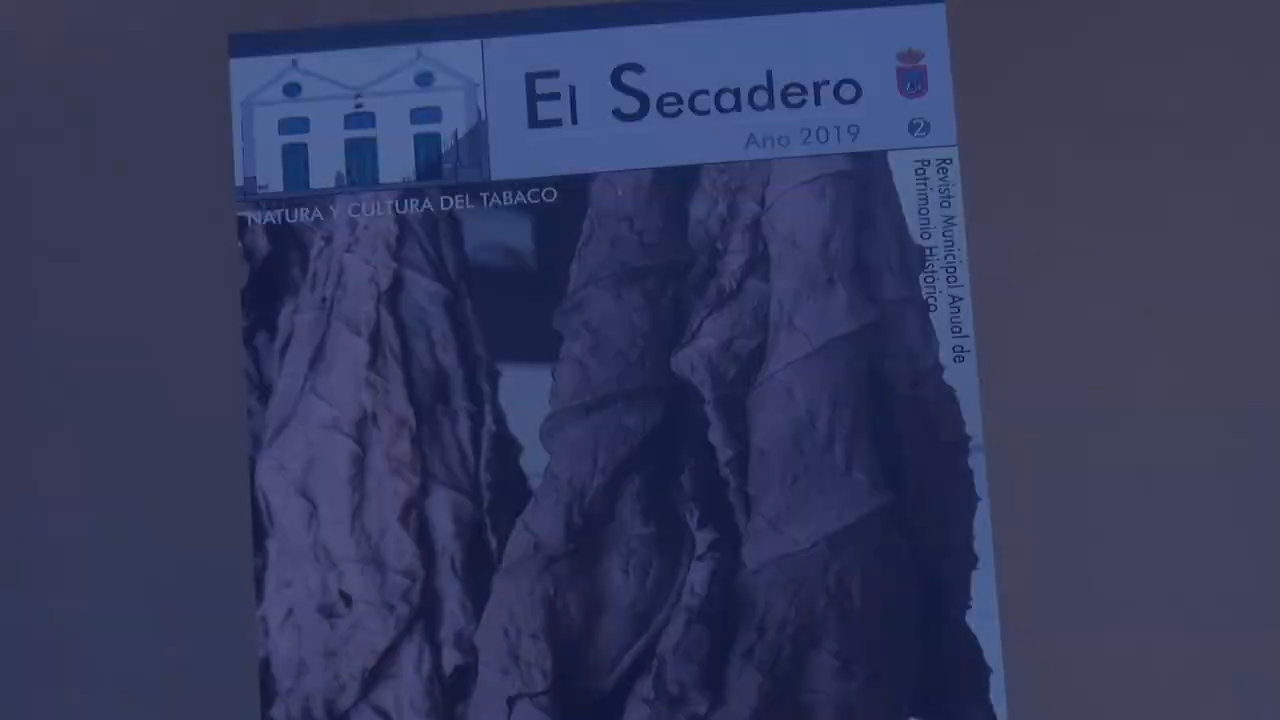 El Secadero
Año 2019
2
NATURA Y CULTURA DEL TABACO
Revista Municipal Anual de
Patrimonio Histórico